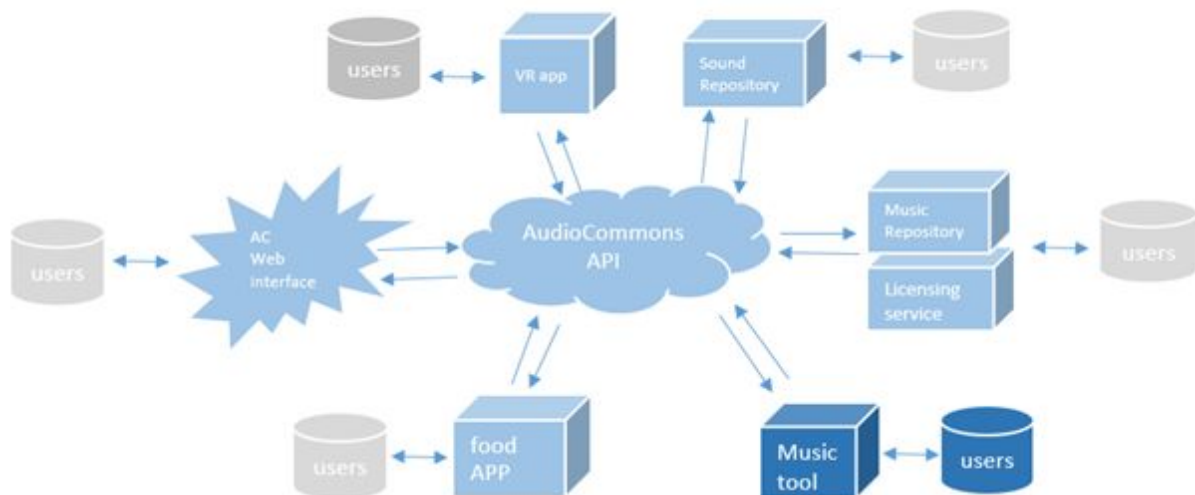 users
VR app
Sound
Repository
users
users
AC
Web
interface
AudioCommons
API
Music
Repository
Licensing
service
users
users
food
APP
Music
tool
users